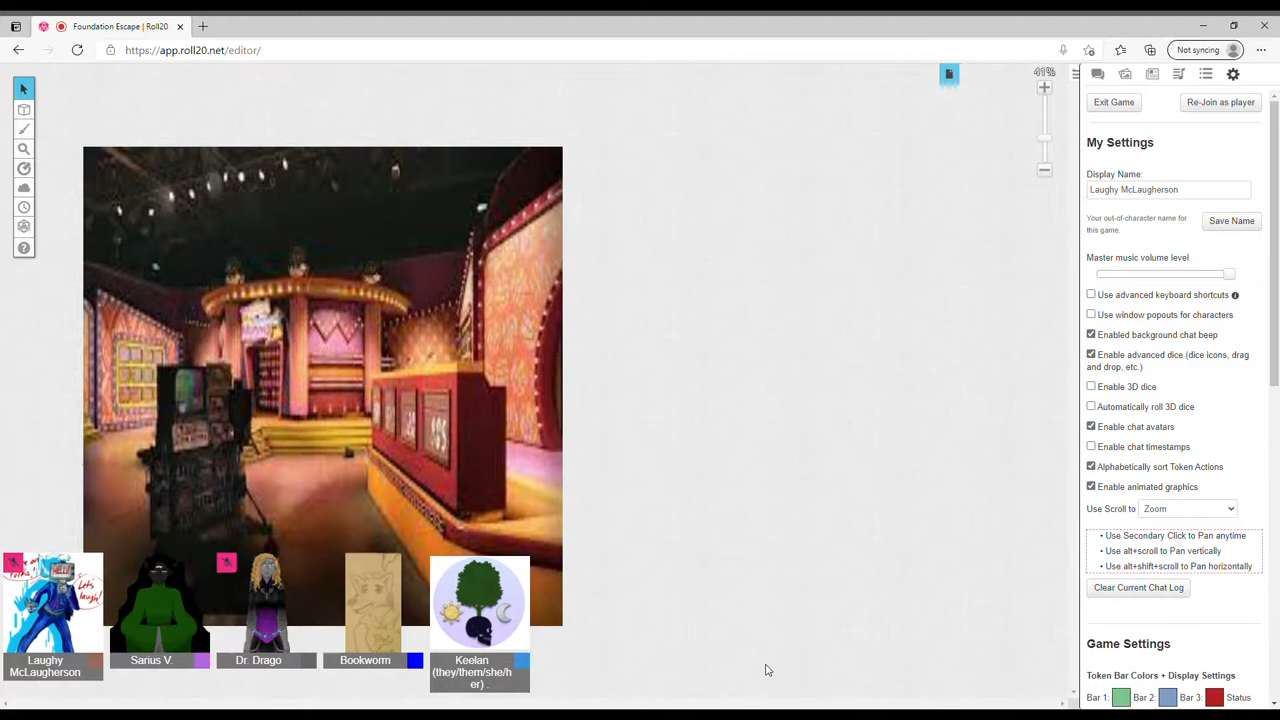 Foundation Escape | Roll20
https://app.roll20.net/editor/
Not syncing
41%
Exit Game
Re-Join as player
My Settings
Display Name:
Laughy McLaugherson
Your out-of-character name for
this game.
Save Name
Master music volume level
Use advanced keyboard shortcuts
Use window popouts for characters
Enabled background chat beep
Enable advanced dice (dice icons, drag
and drop, etc.)
Enable 3D dice
Automatically roll 3D dice
Enable chat avatars
Enable chat timestamps
Alphabetically sort Token Actions
Enable animated graphics
Use Scroll to
Zoom
• Use Secondary Click to Pan anytime
• Use alt+scroll to Pan vertically
• Use alt+shift+scroll to Pan horizontally
Clear Current Chat Log
Game Settings
Token Bar Colors + Display Settings
Bar 1:
Bar 2:
Bar 3:
Status
Let's
laugh!
Laughy
McLaugherson
Sarius V.
Dr. Drago
Bookworm
Keelan
(they/them/she/h
er) .